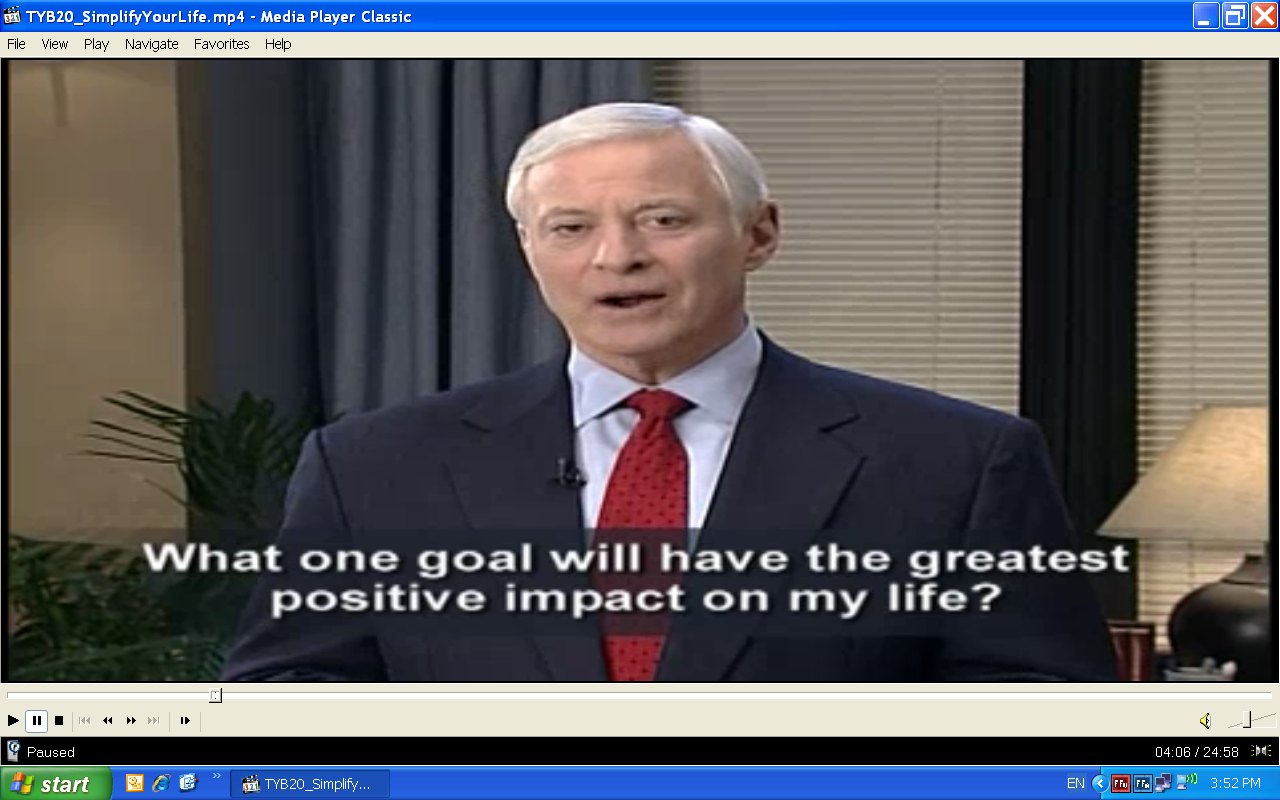 TYB20_SimplifyYourLife.mp4 - Media Player Classic
File View Play Navigate Favorites Help
What one goal will have the greatest
positive impact on my life?
Paused 04:06 / 24:58
start TYB20_Simplify... EN 3:52 PM